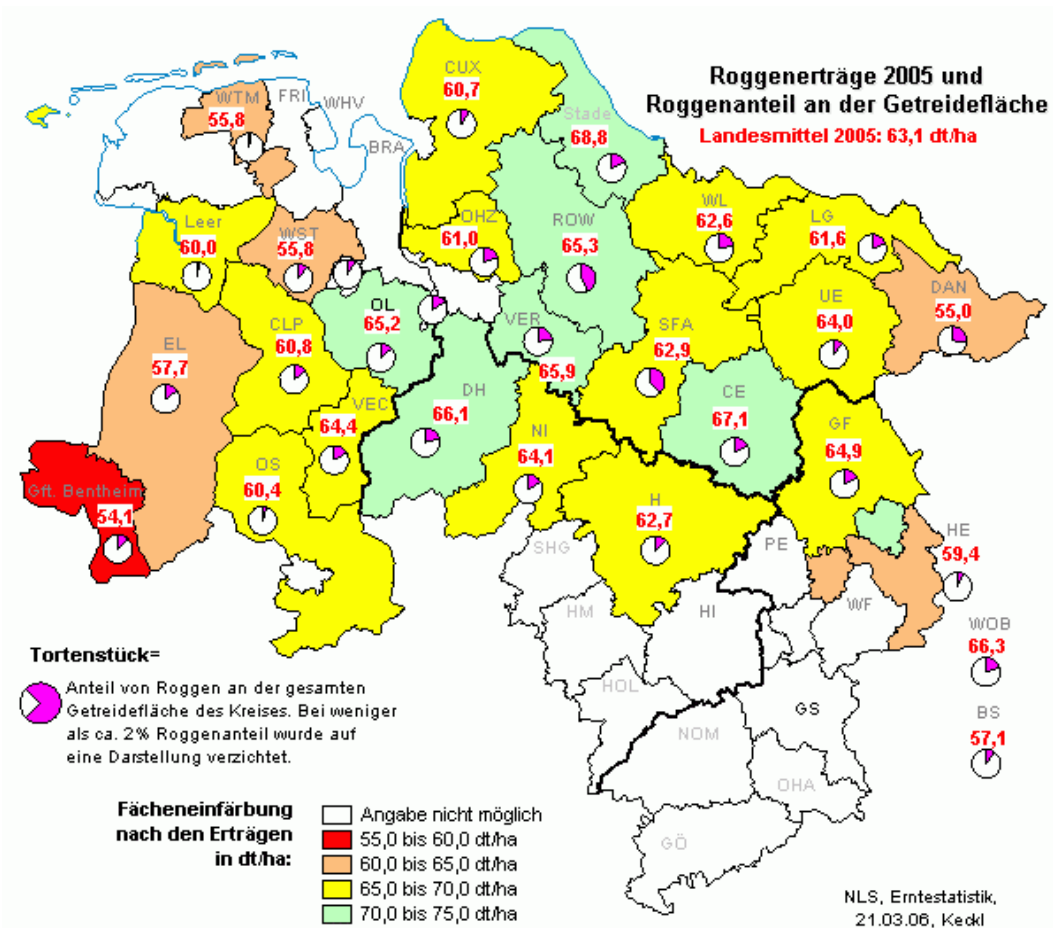 Roggenerträge 2005 und
Roggenanteil an der Getreidefläche
Landesmittel 2005: 63,1 dt/ha
CUX
60,7
WTM
55,8
FRI
WHV
BRA
Stade
68,8
Leer
60,0
WST
55,8
OHZ
61,0
ROW
65,3
WL
62,6
LG
61,6
DAN
55,0
UE
64,0
EL
57,7
CLP
60,8
OL
65,2
VER
65,9
SFA
62,9
CE
67,1
VEC
64,4
DH
66,1
NI
64,1
GF
64,9
Gft. Bentheim
54,1
OS
60,4
H
62,7
SHG
PE
HE
59,4
HM
HI
WF
WOB
66,3
HOL
GS
BS
57,1
NOM
OHA
GÖ
Tortenstück=
Anteil von Roggen an der gesamten
Getreidefläche des Kreises. Bei weniger
als ca. 2% Roggenanteil wurde auf
eine Darstellung verzichtet.
Fächeneinfärbung
nach den Erträgen
in dt/ha:
Angabe nicht möglich
55,0 bis 60,0 dt/ha
60,0 bis 65,0 dt/ha
65,0 bis 70,0 dt/ha
70,0 bis 75,0 dt/ha
NLS, Erntestatistik,
21.03.06, Keckl